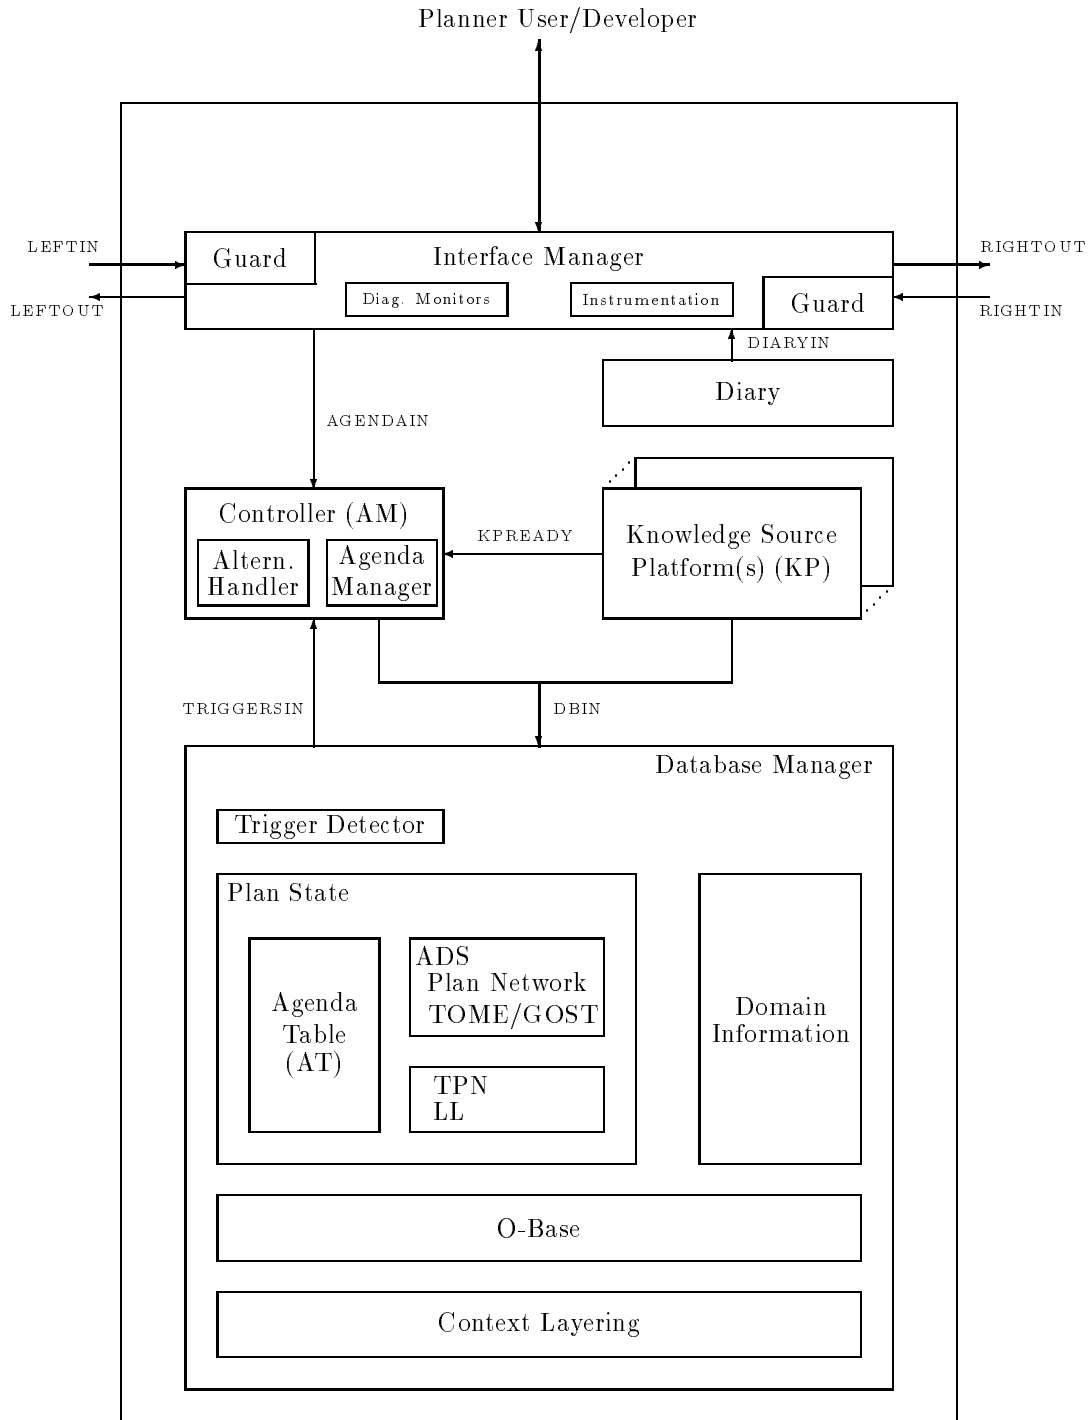 Planner User/Developer
LEFTIN
Guard
Interface Manager
RIGHTOUT
Diag. Monitors
Instrumentation
Guard
LEFTOUT
RIGHTIN
DIARYIN
Diary
AGENDAIN
Controller (AM)
KPREADY
Knowledge Source
Platform(s) (KP)
Altern.
Handler
Agenda
Manager
TRIGGERSIN
DBIN
Database Manager
Trigger Detector
Plan State
Agenda
Table
(AT)
ADS
Plan Network
TOME/GOST
TPN
LL
Domain
Information
O-Base
Context Layering